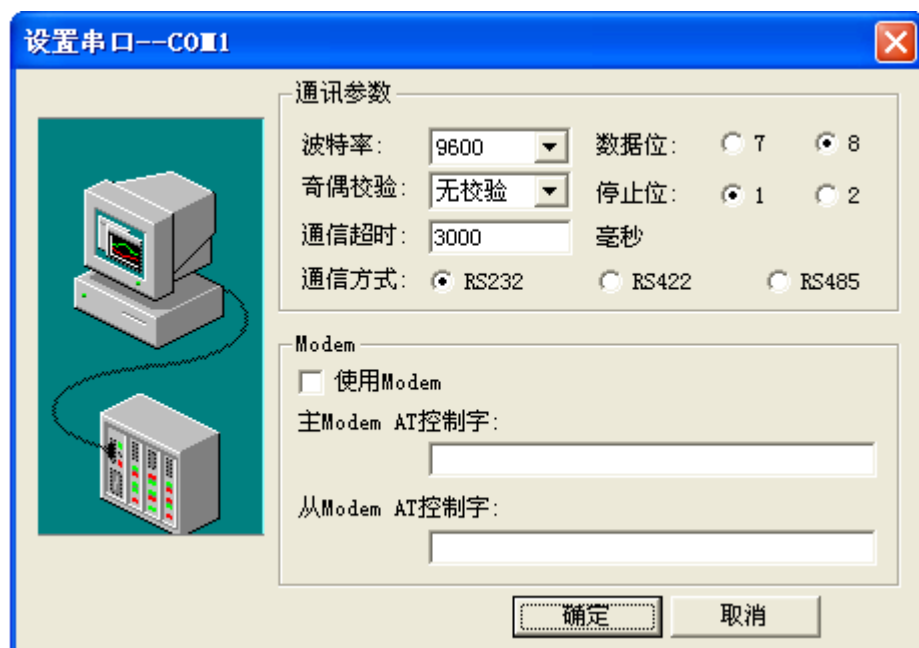 设置串口--COM1
通讯参数
波特率: 9600 数据位: 7 8
奇偶校验: 无校验 停止位: 1 2
通信超时: 3000 毫秒
通信方式: RS232 RS422 RS485
Modem
使用Modem
主Modem AT控制字:
从Modem AT控制字:
确定 取消